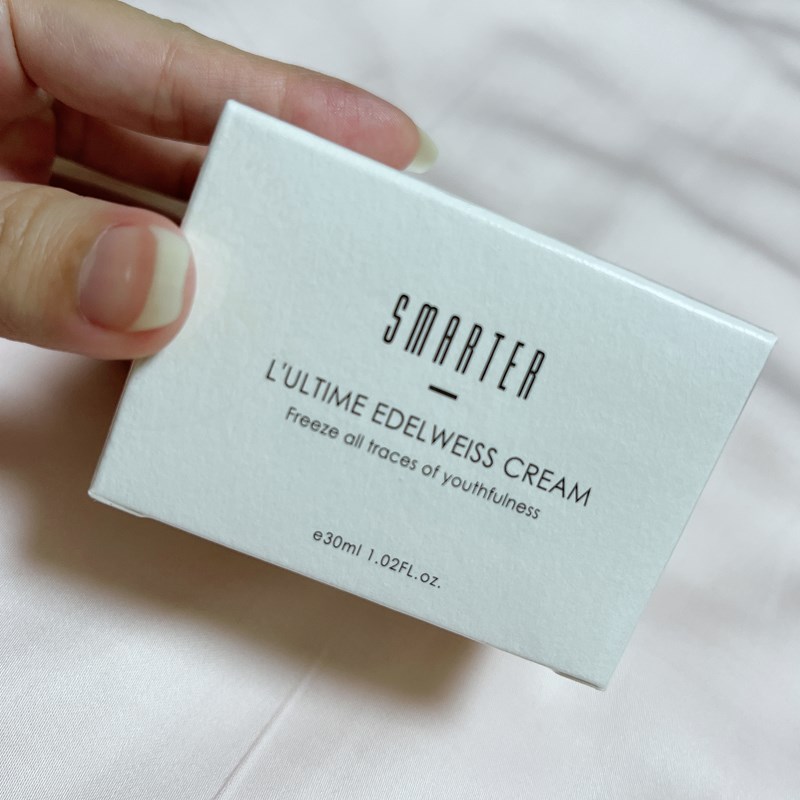 SMARTER
L'ULTIME EDELWEISS CREAM
Freeze all traces of youthfulness
e30ml 1.02FL.oz.